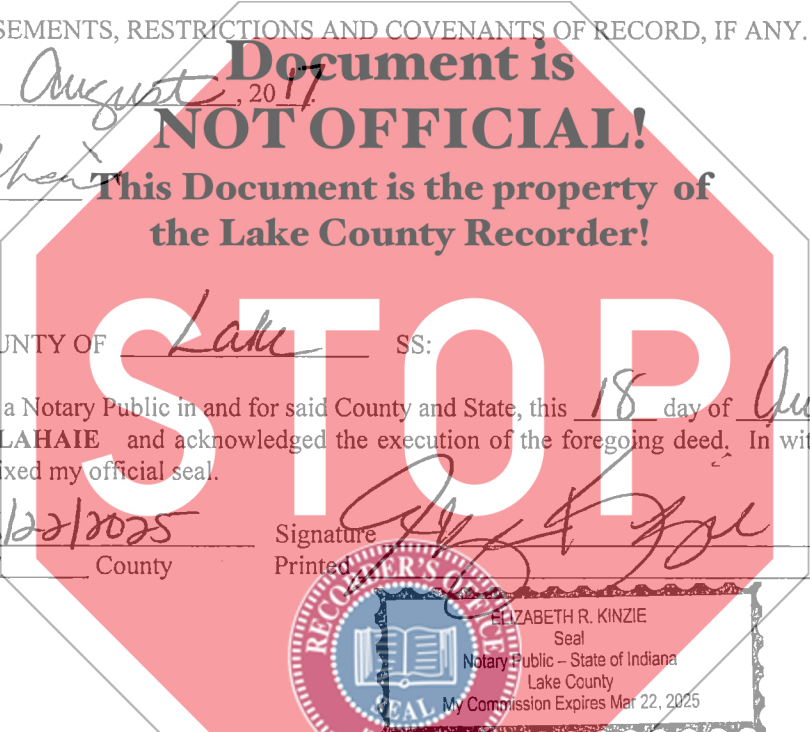 SEMENTS, RESTRICTIONS AND COVENANTS OF RECORD, IF ANY.
Document is
August, 2017.
NOT OFFICIAL!
This Document is the property of
the Lake County Recorder!
STOP
UNTY OF Lake SS:
a Notary Public in and for said County and State, this 18 day of Au
LAHAIE and acknowledged the execution of the foregoing deed. In wit
ixed my official seal.
/22/2025 Signature
County Printed
RECORDER'S OFFICE
SEAL
ELIZABETH R. KINZIE
Seal
Notary Public – State of Indiana
Lake County
My Commission Expires Mar 22, 2025